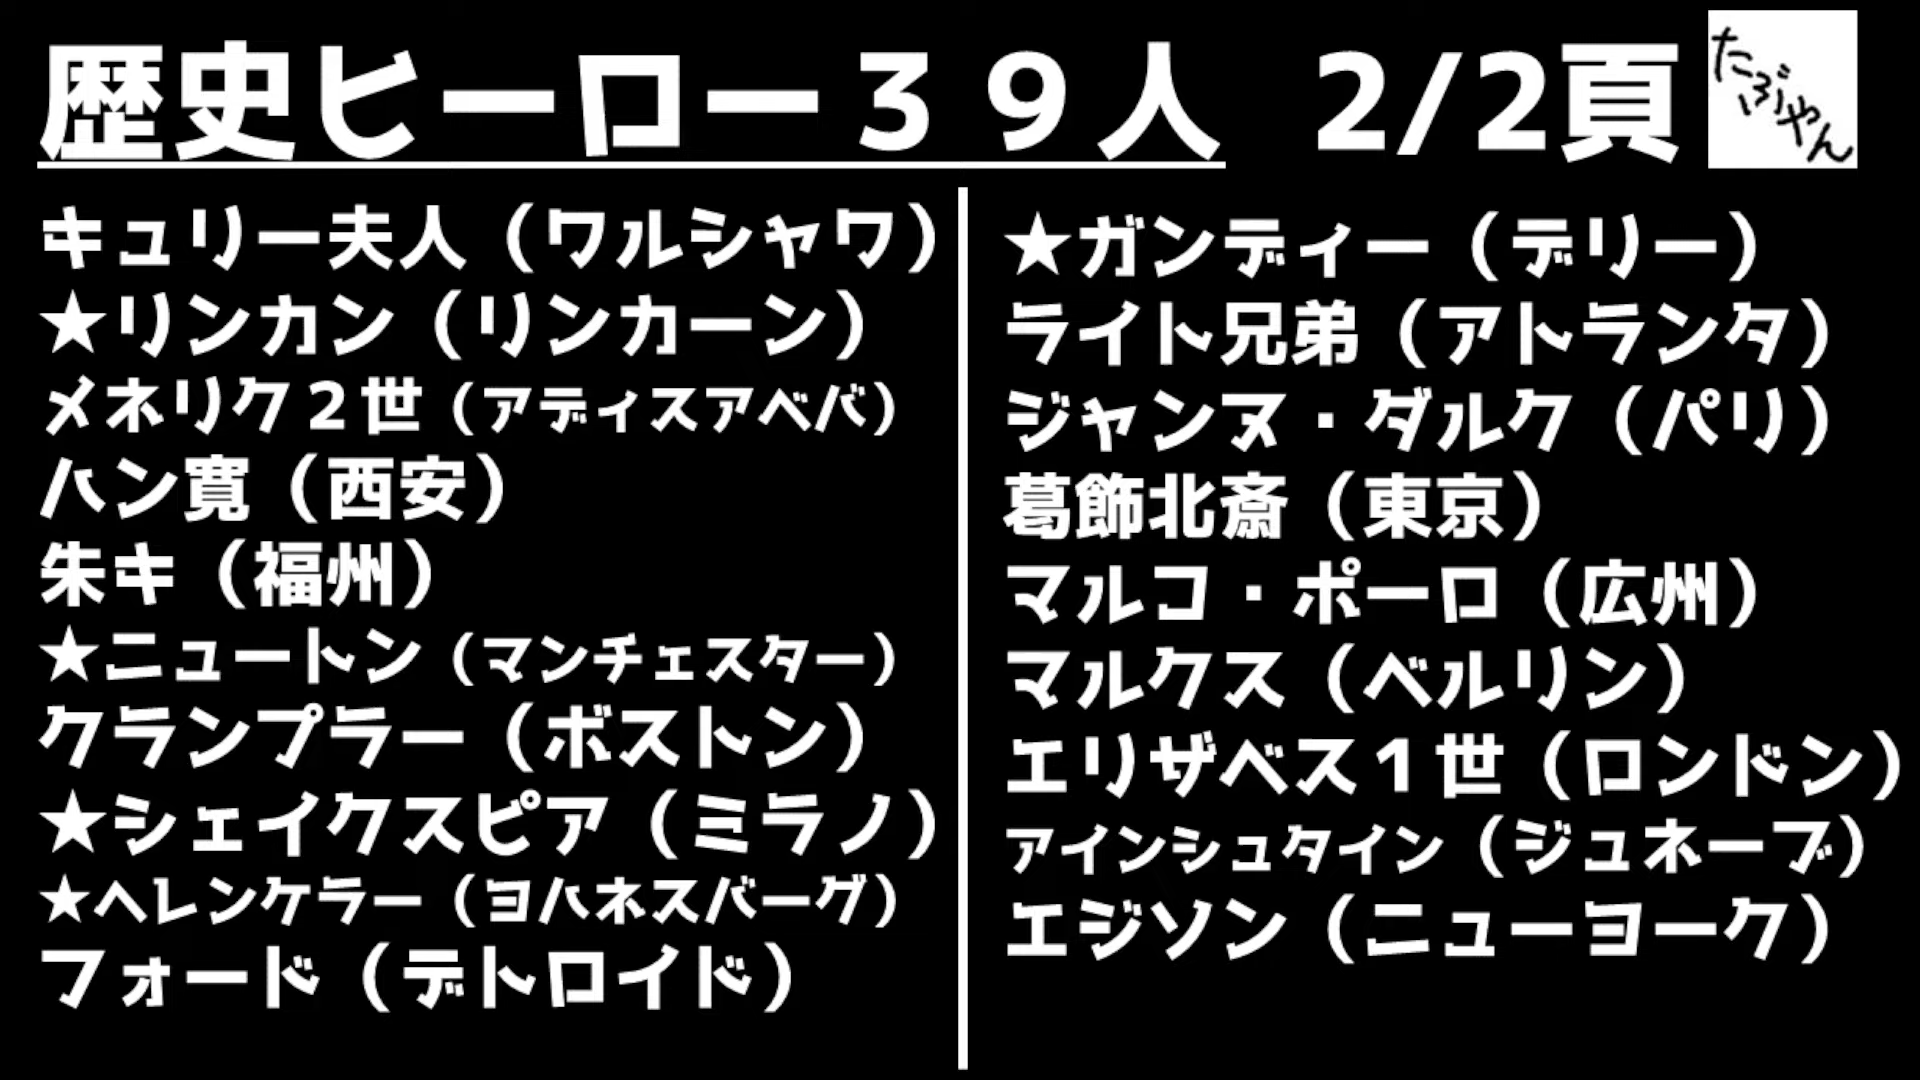 歴史ヒーロー３９人 2/2頁
たぶやん
キュリー夫人（ワルシャワ）
★リンカン（リンカーン）
メネリク２世（アディスアベバ）
ハン寛（西安）
朱キ（福州）
★ニュートン（マンチェスター）
クランプラー（ボストン）
★シェイクスピア（ミラノ）
★ヘレンケラー（ヨハネスバーグ）
フォード（デトロイド）
★ガンディー（デリー）
ライト兄弟（アトランタ）
ジャンヌ・ダルク（パリ）
葛飾北斎（東京）
マルコ・ポーロ（広州）
マルクス（ベルリン）
エリザベス１世（ロンドン）
アインシュタイン（ジュネーブ）
エジソン（ニューヨーク）